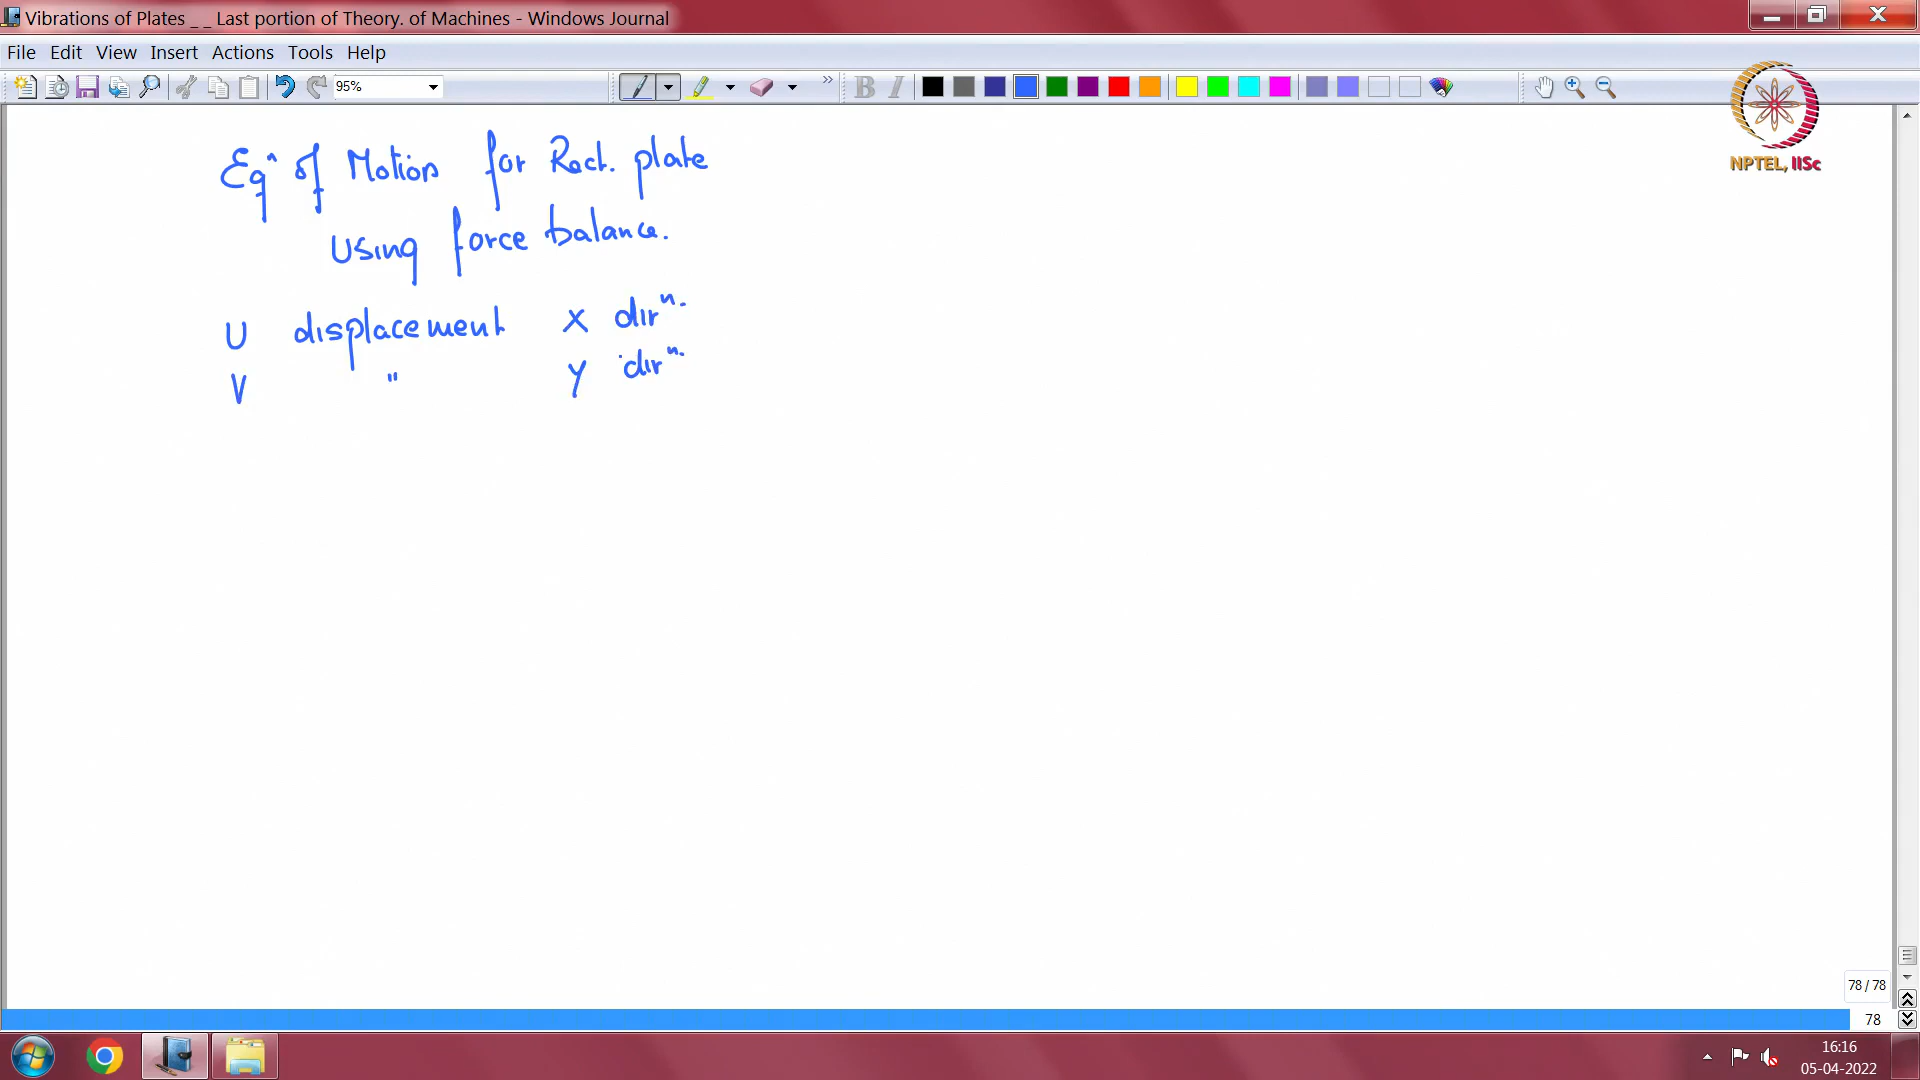 Vibrations of Plates _ _ Last portion of Theory. of Machines - Windows Journal
File Edit View Insert Actions Tools Help
95%
NPTEL, IISc
Eqⁿ of Motion for Rect. plate
Using force balance.
U displacement X dirⁿ.
V " Y dirⁿ.
78 / 78
78
16:16
05-04-2022